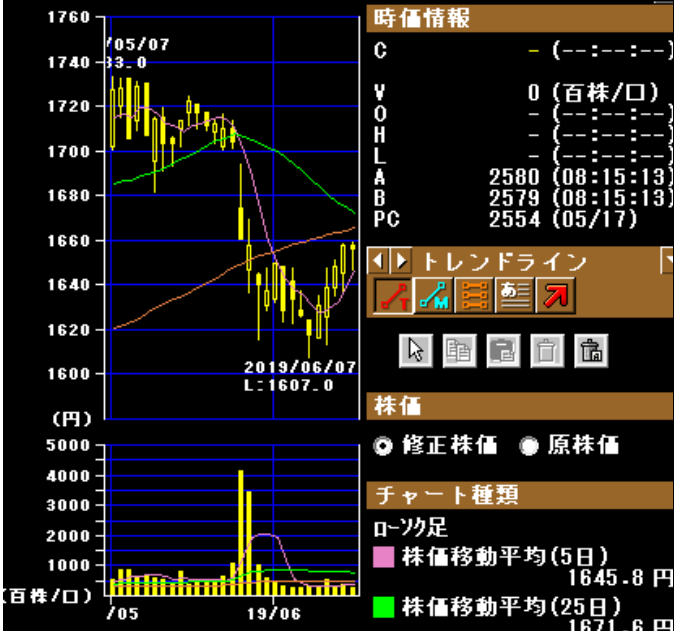 1760
1740
1720
1700
1680
1660
1640
1620
1600
(円)
/05/07
33.0
2019/06/07
L:1607.0
5000
4000
3000
2000
1000
(百株/口)
/05
19/06
時価情報
C - (--:--:--)
V 0 (百株/口)
O - (--:--:--)
H - (--:--:--)
L - (--:--:--)
A 2580 (08:15:13)
B 2579 (08:15:13)
PC 2554 (05/17)
トレンドライン
T M あ
株価
修正株価 原株価
チャート種類
ローソク足
株価移動平均(5日)
1645.8 円
株価移動平均(25日)
1671.6 円